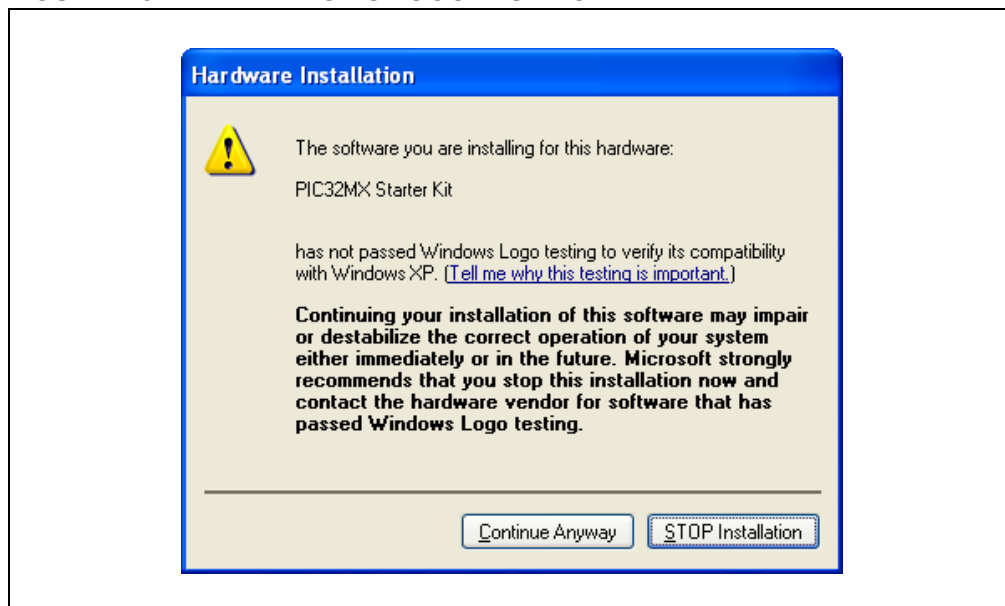 Hardware Installation
The software you are installing for this hardware:
PIC32MX Starter Kit
has not passed Windows Logo testing to verify its compatibility
with Windows XP. (Tell me why this testing is important.)
Continuing your installation of this software may impair
or destabilize the correct operation of your system
either immediately or in the future. Microsoft strongly
recommends that you stop this installation now and
contact the hardware vendor for software that has
passed Windows Logo testing.
Continue Anyway
STOP Installation